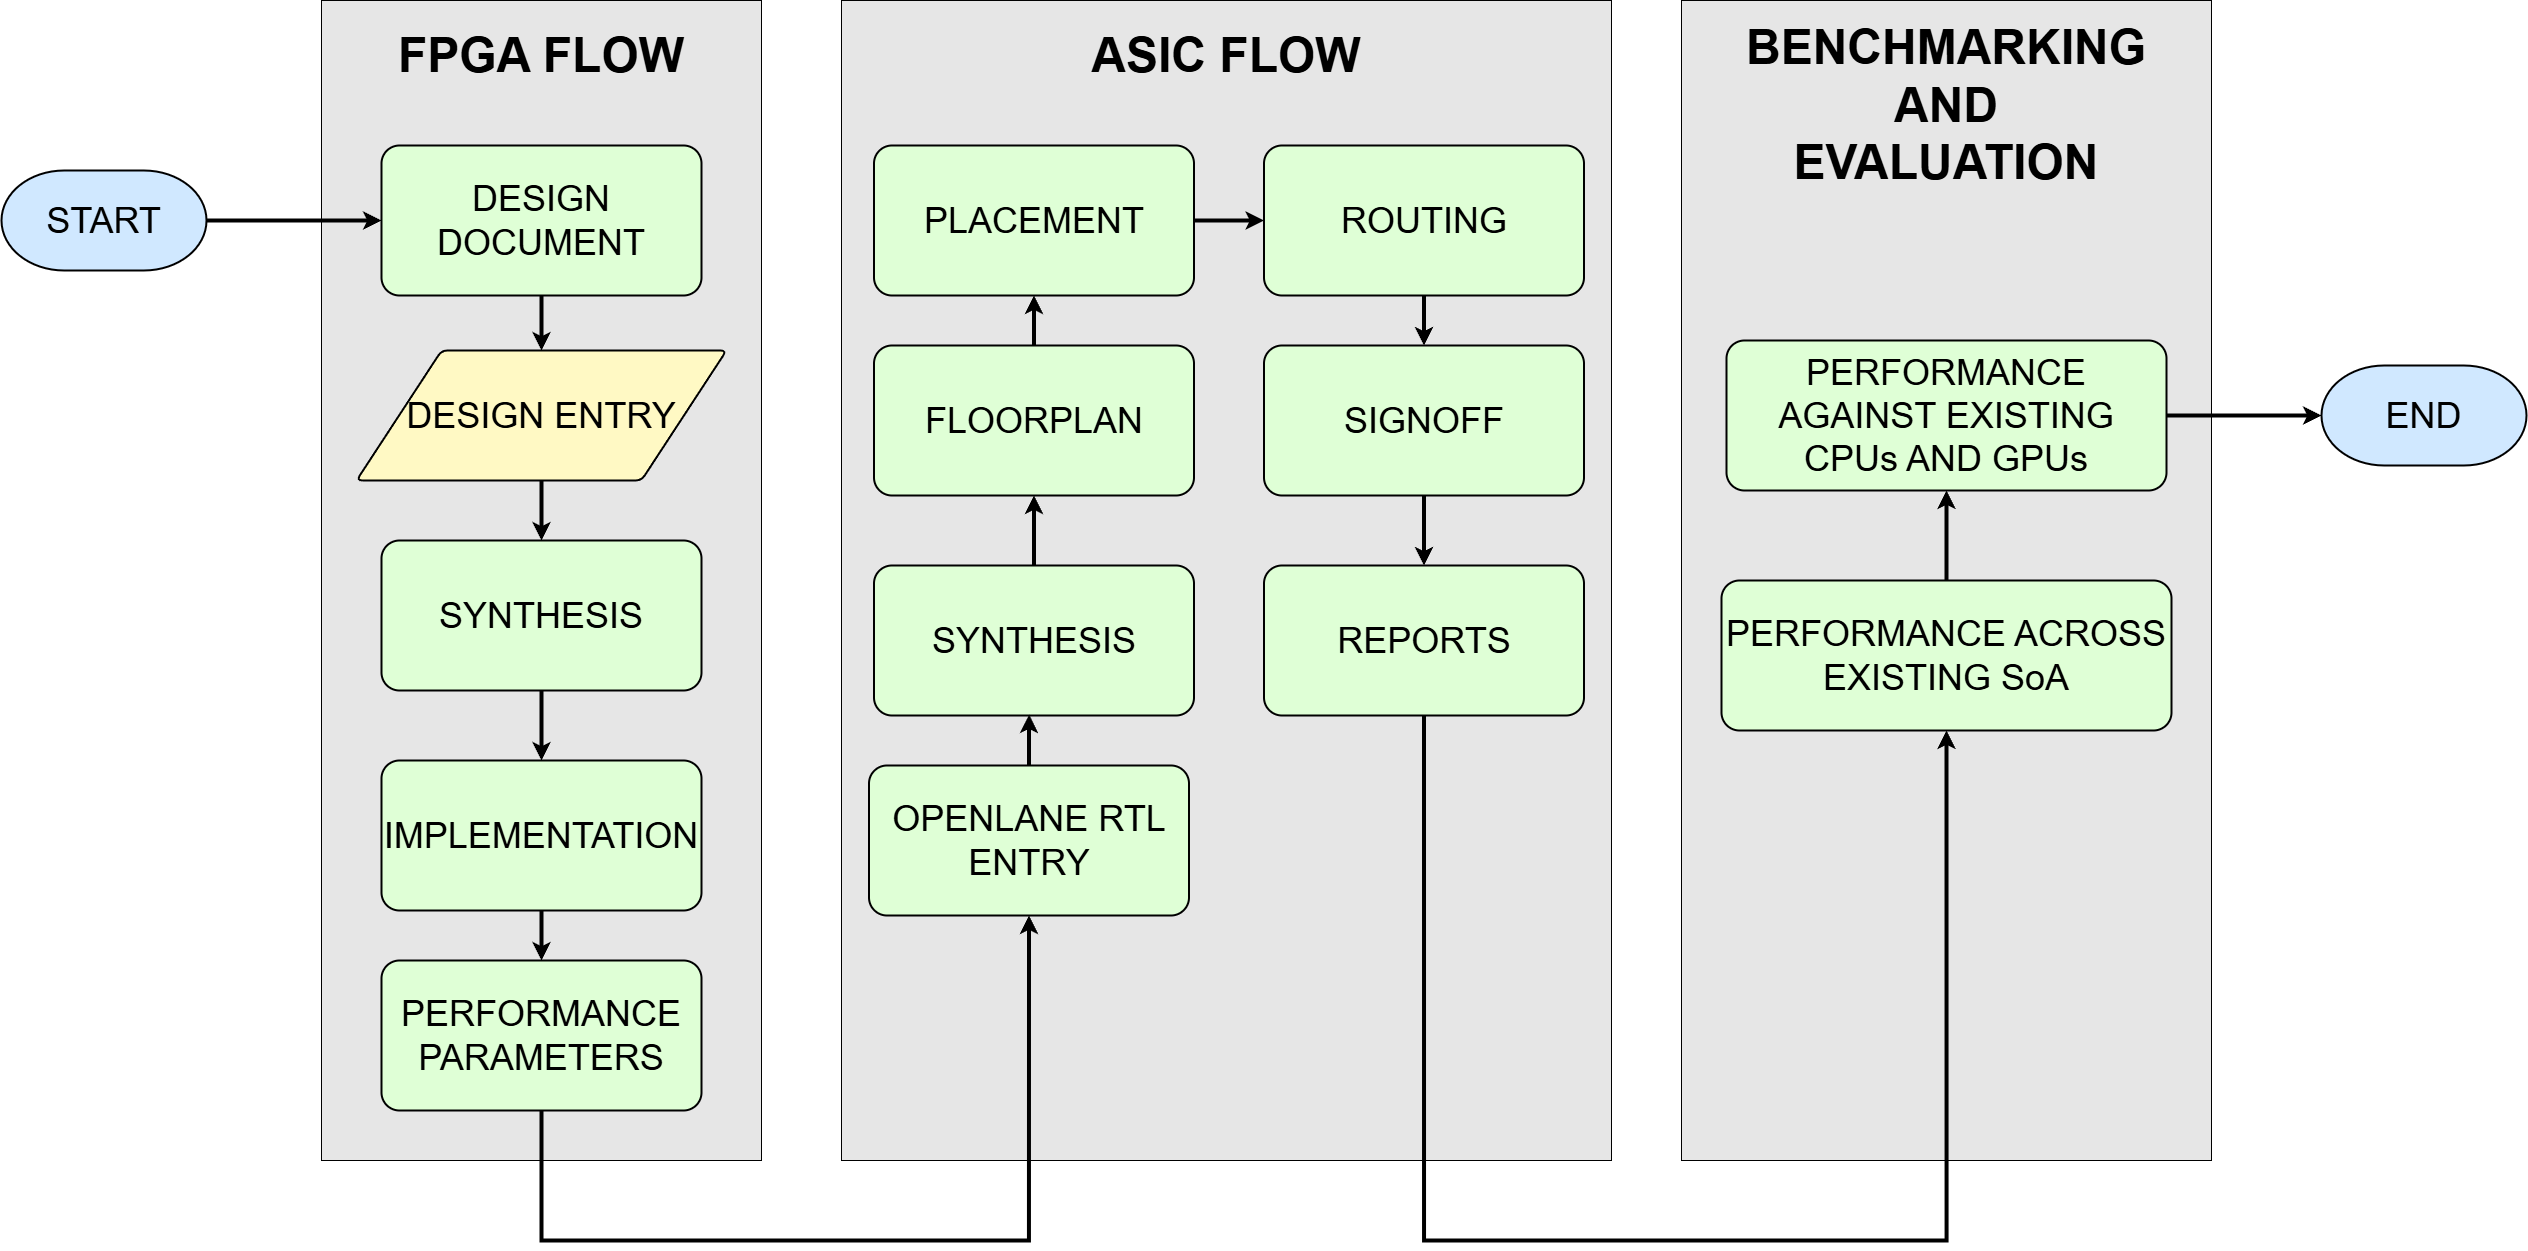 START
FPGA FLOW
DESIGN
DOCUMENT
DESIGN ENTRY
SYNTHESIS
IMPLEMENTATION
PERFORMANCE
PARAMETERS
ASIC FLOW
OPENLANE RTL
ENTRY
SYNTHESIS
FLOORPLAN
PLACEMENT
ROUTING
SIGNOFF
REPORTS
BENCHMARKING
AND
EVALUATION
PERFORMANCE ACROSS
EXISTING SoA
PERFORMANCE
AGAINST EXISTING
CPUs AND GPUs
END